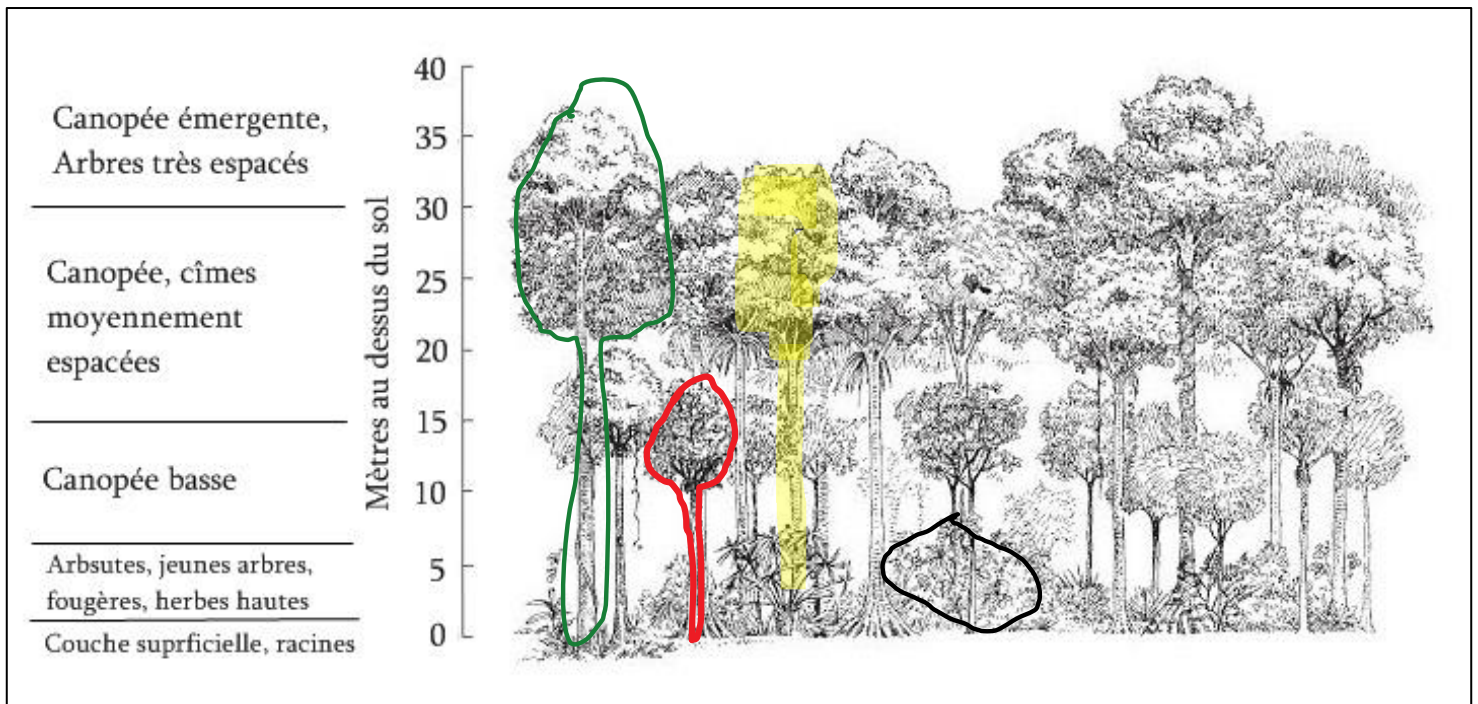 Canopée émergente,
Arbres très espacés
Canopée, cîmes
moyennement
espacées
Canopée basse
Arbsutes, jeunes arbres,
fougères, herbes hautes
Couche suprficielle, racines
Mètres au dessus du sol
40
35
30
25
20
15
10
5
0